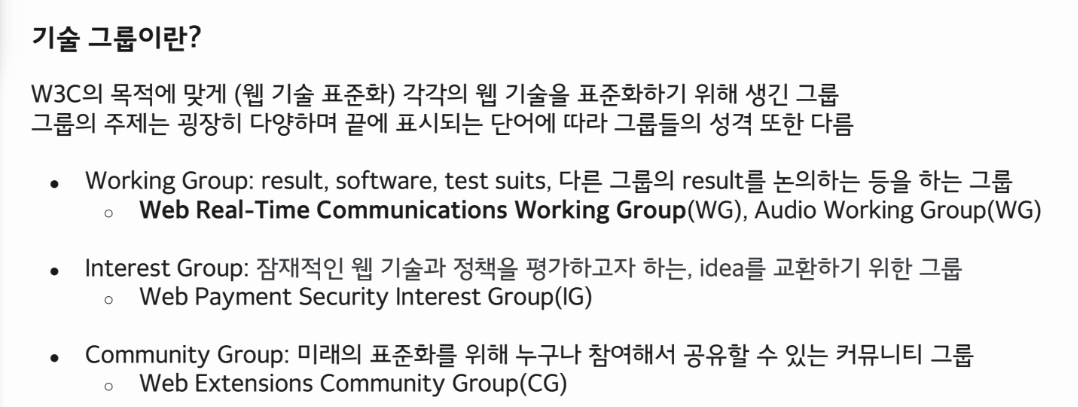 기술 그룹이란?
W3C의 목적에 맞게 (웹 기술 표준화) 각각의 웹 기술을 표준화하기 위해 생긴 그룹
그룹의 주제는 굉장히 다양하며 끝에 표시되는 단어에 따라 그룹들의 성격 또한 다름
● Working Group: result, software, test suits, 다른 그룹의 result를 논의하는 등을 하는 그룹
○ Web Real-Time Communications Working Group(WG), Audio Working Group(WG)
● Interest Group: 잠재적인 웹 기술과 정책을 평가하고자 하는, idea를 교환하기 위한 그룹
○ Web Payment Security Interest Group(IG)
● Community Group: 미래의 표준화를 위해 누구나 참여해서 공유할 수 있는 커뮤니티 그룹
○ Web Extensions Community Group(CG)